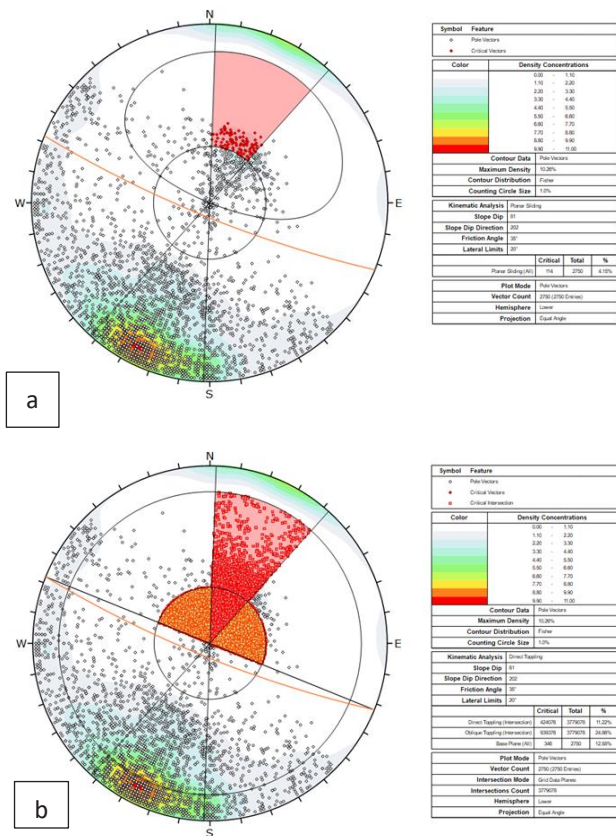 N
W
E
S
a
Symbol Feature
Pole Vectors
Critical Vectors
Color Density Concentrations
0.00 - 1.10
1.10 - 2.20
2.20 - 3.30
3.30 - 4.40
4.40 - 5.50
5.50 - 6.60
6.60 - 7.70
7.70 - 8.80
8.80 - 9.90
9.90 - 11.00
Contour Data Pole Vectors
Maximum Density 10.26%
Contour Distribution Fisher
Counting Circle Size 1.0%
Kinematic Analysis Planar Sliding
Slope Dip 81
Slope Dip Direction 202
Friction Angle 35°
Lateral Limits 20°
Critical Total %
Planar Sliding (All) 114 2750 4.15%
Plot Mode Pole Vectors
Vector Count 2750 (2750 Entries)
Hemisphere Lower
Projection Equal Angle
N
W
E
S
b
Symbol Feature
Pole Vectors
Critical Vectors
Critical Intersection
Color Density Concentrations
0.00 - 1.10
1.10 - 2.20
2.20 - 3.30
3.30 - 4.40
4.40 - 5.50
5.50 - 6.60
6.60 - 7.70
7.70 - 8.80
8.80 - 9.90
9.90 - 11.00
Contour Data Pole Vectors
Maximum Density 10.26%
Contour Distribution Fisher
Counting Circle Size 1.0%
Kinematic Analysis Direct Toppling
Slope Dip 81
Slope Dip Direction 202
Friction Angle 35°
Lateral Limits 20°
Critical Total %
Direct Toppling (Intersection) 3779078 11.22%
Oblique Toppling (Intersection) 3779078
Base Plane (All) 346 2750
Plot Mode Pole Vectors
Vector Count 2750 (2750 Entries)
Intersection Mode Grid Data Planes
Intersections Count 3779078
Hemisphere Lower
Projection Equal Angle